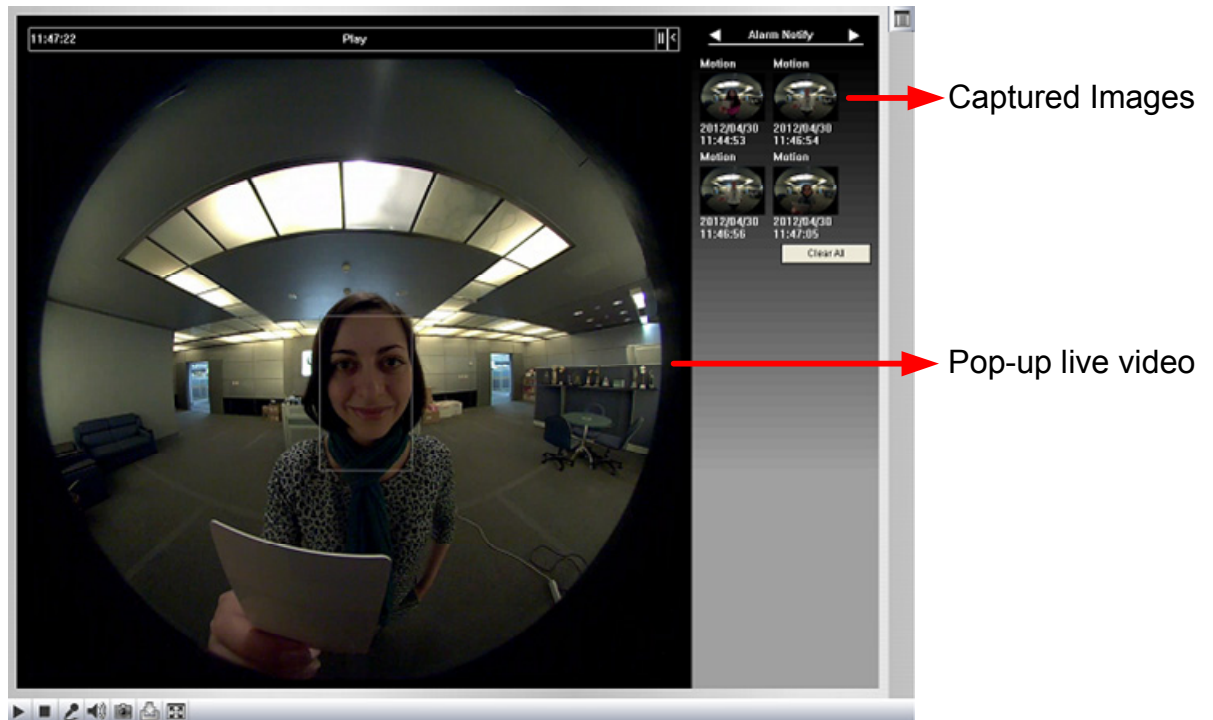 11:47:22 Play
Alarm Notify
Motion Motion
2012/04/30 2012/04/30
11:44:53 11:46:54
Motion Motion
2012/04/30 2012/04/30
11:46:56 11:47:05
Clear All
Captured Images
Pop-up live video